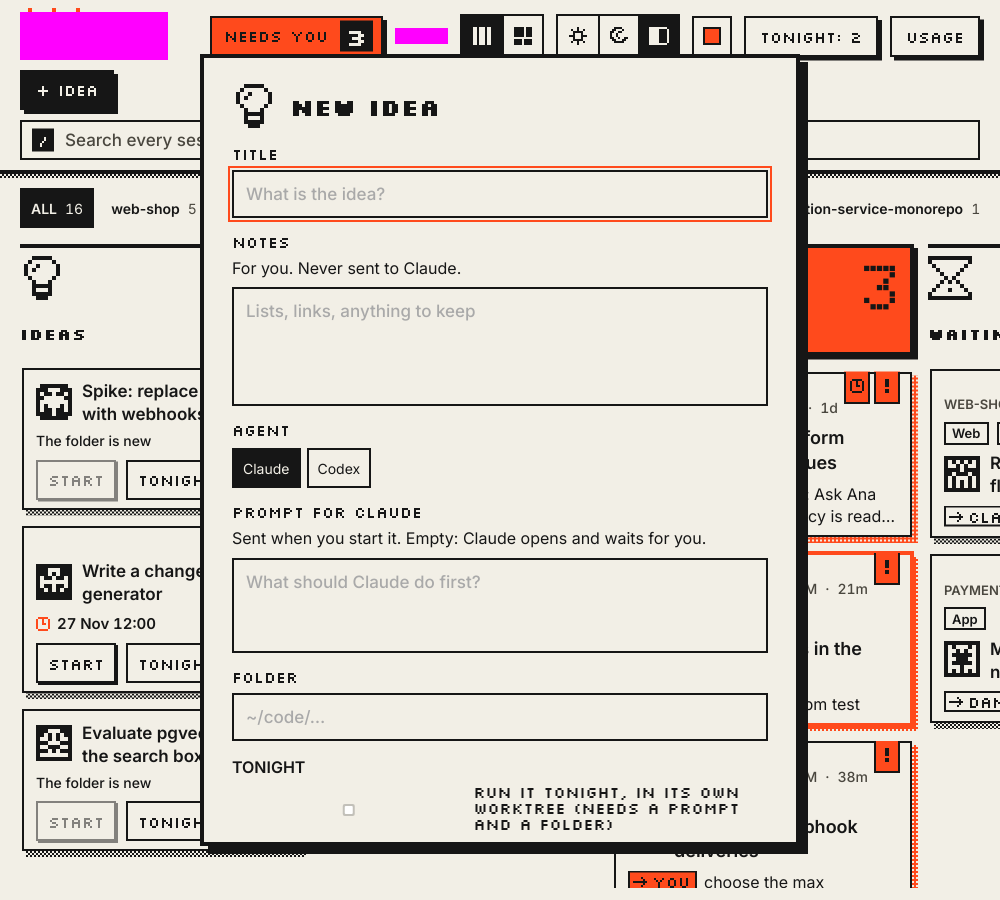 NEEDS YOU 3
TONIGHT: 2
USAGE
+ IDEA
/ Search every ses
ALL 16
web-shop 5
tion-service-monorepo 1
NEW IDEA
TITLE
What is the idea?
NOTES
For you. Never sent to Claude.
Lists, links, anything to keep
AGENT
Claude
Codex
PROMPT FOR CLAUDE
Sent when you start it. Empty: Claude opens and waits for you.
What should Claude do first?
FOLDER
~/code/...
TONIGHT
RUN IT TONIGHT, IN ITS OWN
WORKTREE (NEEDS A PROMPT
AND A FOLDER)
IDEAS
Spike: replace
with webhooks
The folder is new
START
TONIGH
Write a change
generator
27 Nov 12:00
START
TONIGH
Evaluate pgve
the search box
The folder is new
START
TONIGH
3
! 
· 1d
form
ues
: Ask Ana
cy is read...
!
M · 21m
in the
om test
!
M · 38m
bhook
deliveries
→ YOU choose the max
WAITIN
WEB-SHO
Web
R
fl
→ CLA
PAYMENT
App
M
n
→ DAN